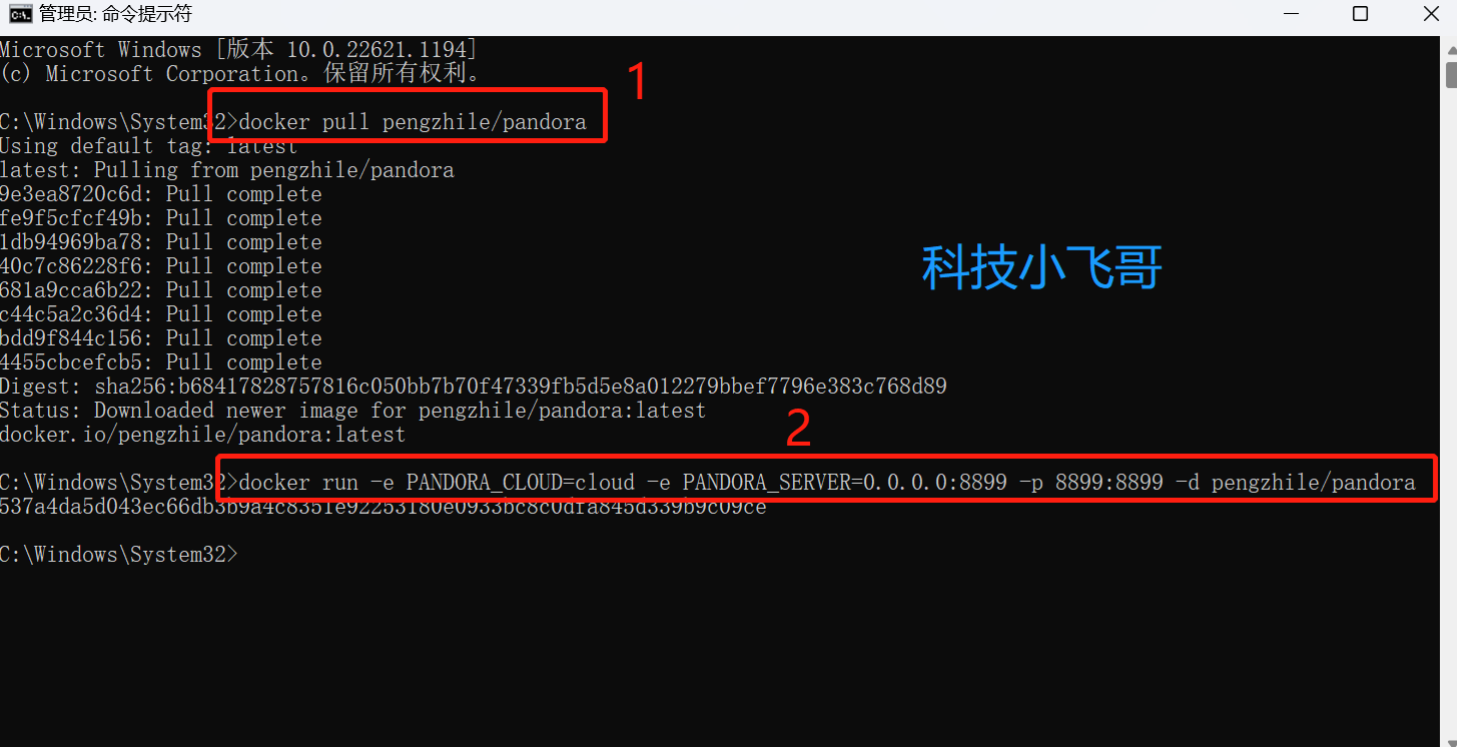 管理员: 命令提示符
Microsoft Windows [版本 10.0.22621.1194]
(c) Microsoft Corporation。保留所有权利。
1
C:\Windows\System32>docker pull pengzhile/pandora
Using default tag: latest
latest: Pulling from pengzhile/pandora
9e3ea8720c6d: Pull complete
fe9f5cfcf49b: Pull complete
1db94969ba78: Pull complete
40c7c86228f6: Pull complete
681a9cca6b22: Pull complete
c44c5a2c36d4: Pull complete
bdd9f844c156: Pull complete
4455cbcefcb5: Pull complete
科技小飞哥
Digest: sha256:b68417828757816c050bb7b70f47339fb5d5e8a012279bbef7796e383c768d89
Status: Downloaded newer image for pengzhile/pandora:latest
docker.io/pengzhile/pandora:latest
2
C:\Windows\System32>docker run -e PANDORA_CLOUD=cloud -e PANDORA_SERVER=0.0.0.0:8899 -p 8899:8899 -d pengzhile/pandora
537a4da5d043ec66db3b9a4c8351e92253180e0933bc8c0dfa845d339b9c09ce
C:\Windows\System32>